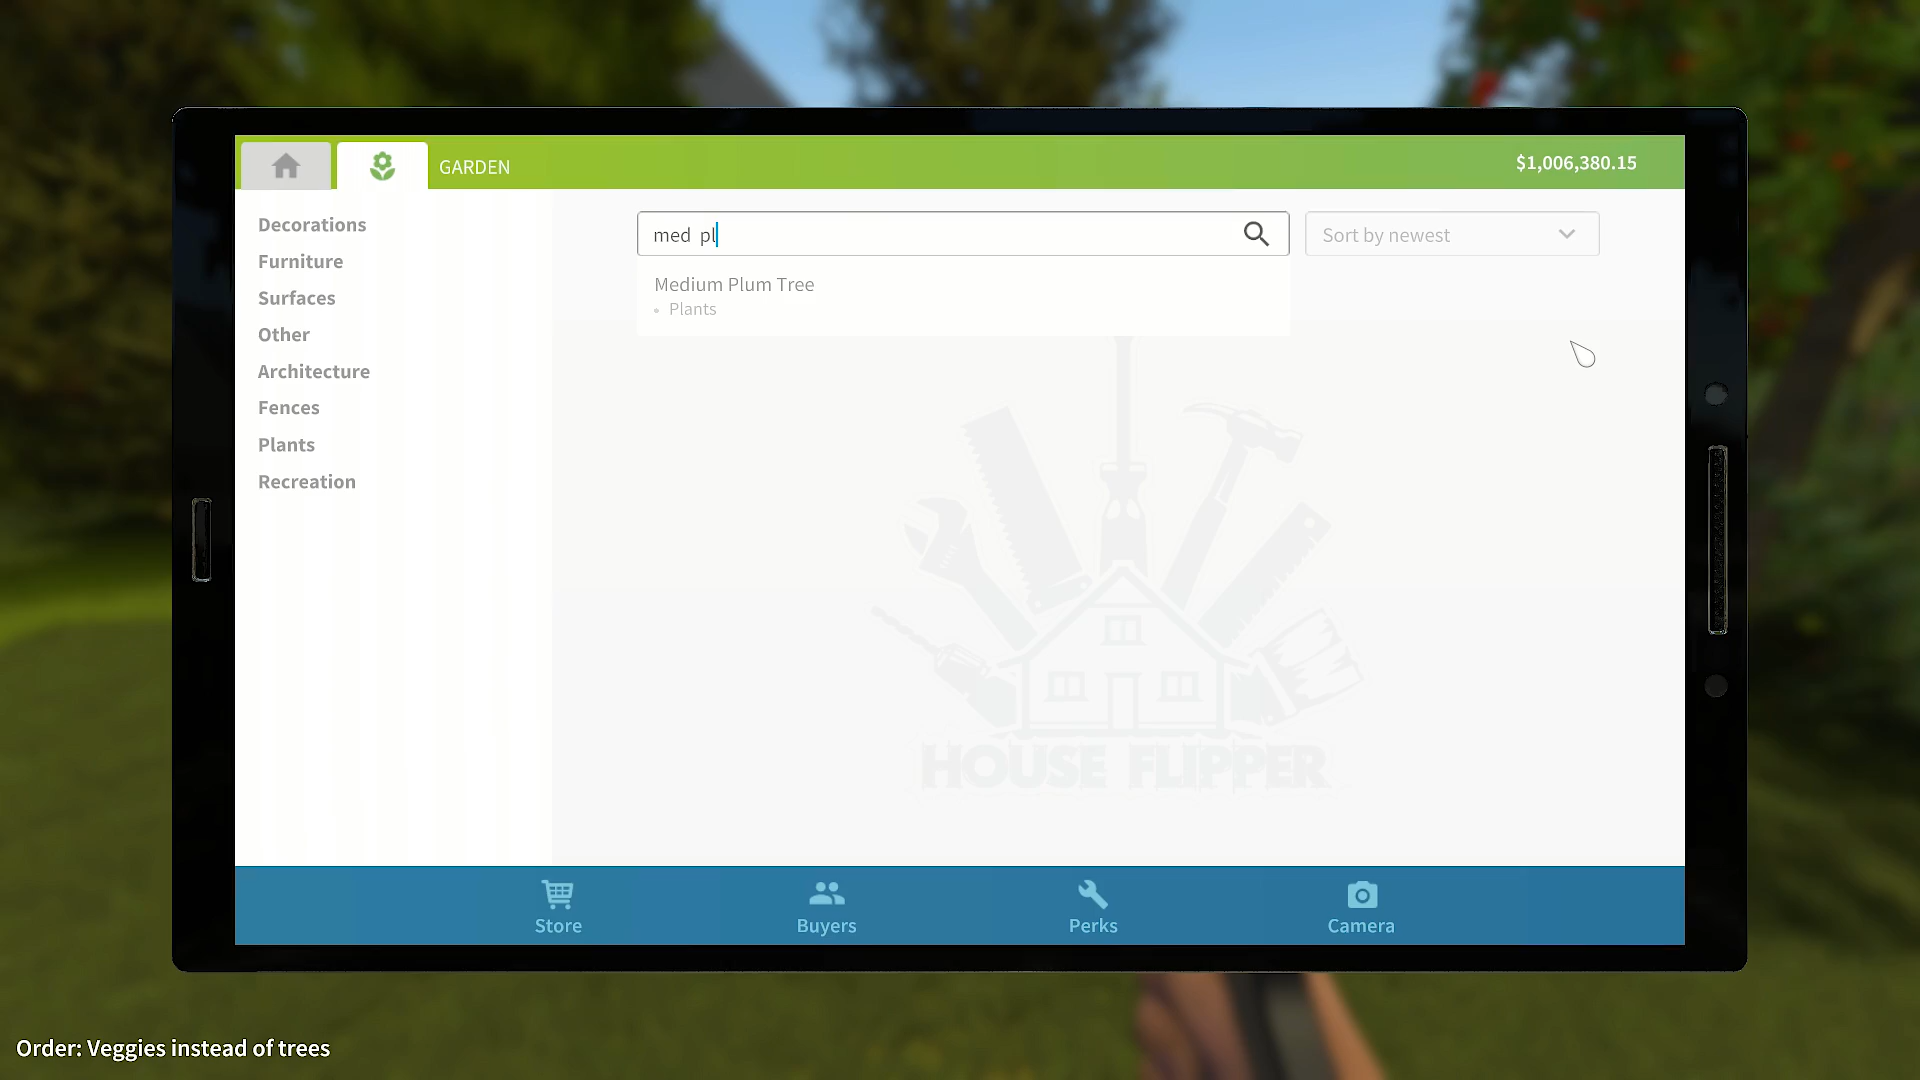 GARDEN
$1,006,380.15
Decorations
Furniture
Surfaces
Other
Architecture
Fences
Plants
Recreation
med  pl
Sort by newest
Medium Plum Tree
• Plants
HOUSE FLIPPER
Store
Buyers
Perks
Camera
Order: Veggies instead of trees